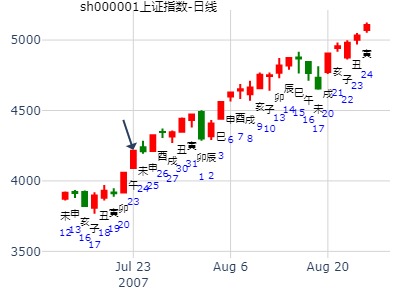 sh000001上证指数-日线
5000
4500
4000
3500
未 申 亥 子 丑 寅 卯 午 未 申 酉 戌 丑 寅 卯 辰 巳 申 酉 戌 亥 子 卯 辰 巳 午 未 戌 亥 子 丑 寅
12 13 16 17 18 19 20 23 24 25 26 27 30 31 1 2 3 6 7 8 9 10 13 14 15 16 17 20 21 22 23 24
Jul 23 Aug 6 Aug 20
2007